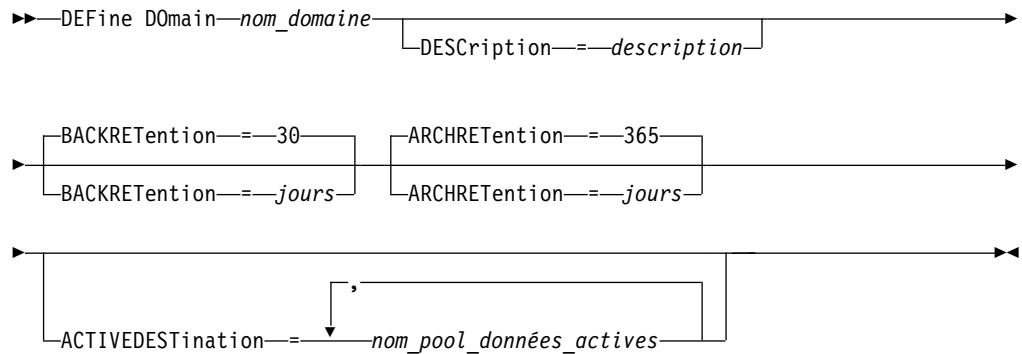 DEFine DOmain nom_domaine
DESCription = description
BACKRETention = 30 ARCHRETention = 365
BACKRETention = jours ARCHRETention = jours
,
ACTIVEDESTination = nom_pool_données_actives